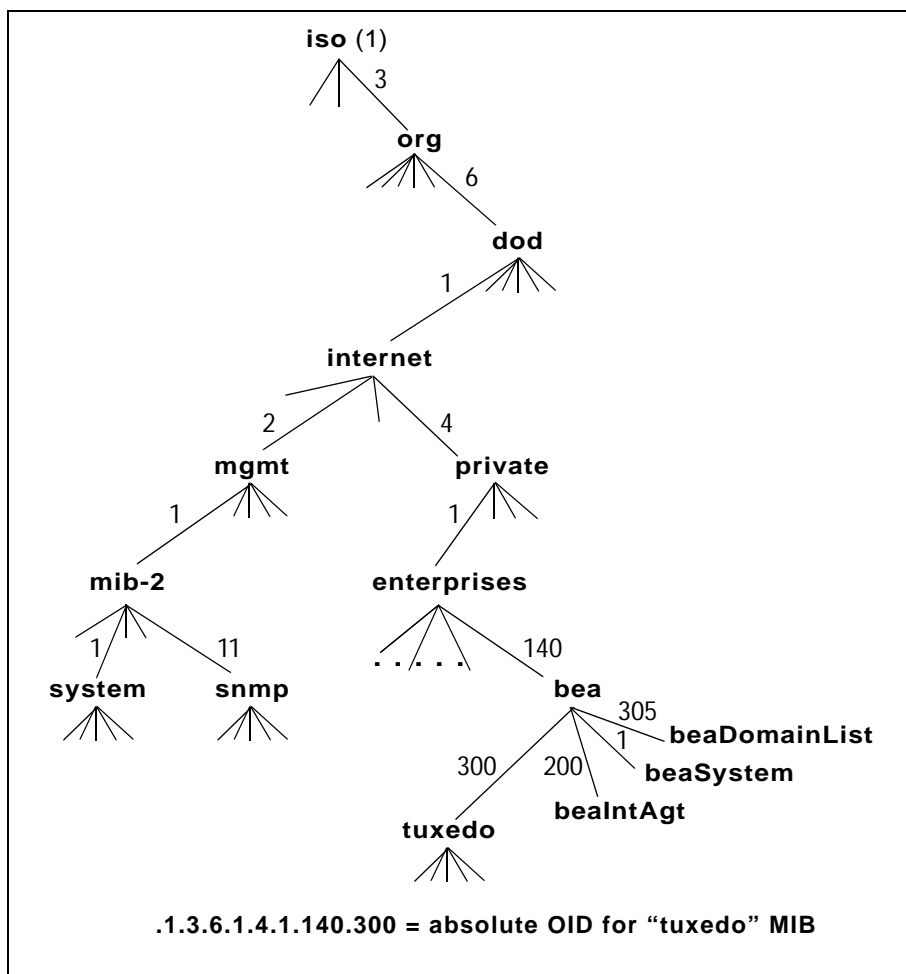 iso (1)
3
org
6
dod
1
internet
2
4
mgmt
private
1
1
mib-2
enterprises
1
11
. . . . .
140
system
snmp
bea
305
beaDomainList
1
300
200
beaSystem
beaIntAgt
tuxedo
.1.3.6.1.4.1.140.300 = absolute OID for “tuxedo” MIB